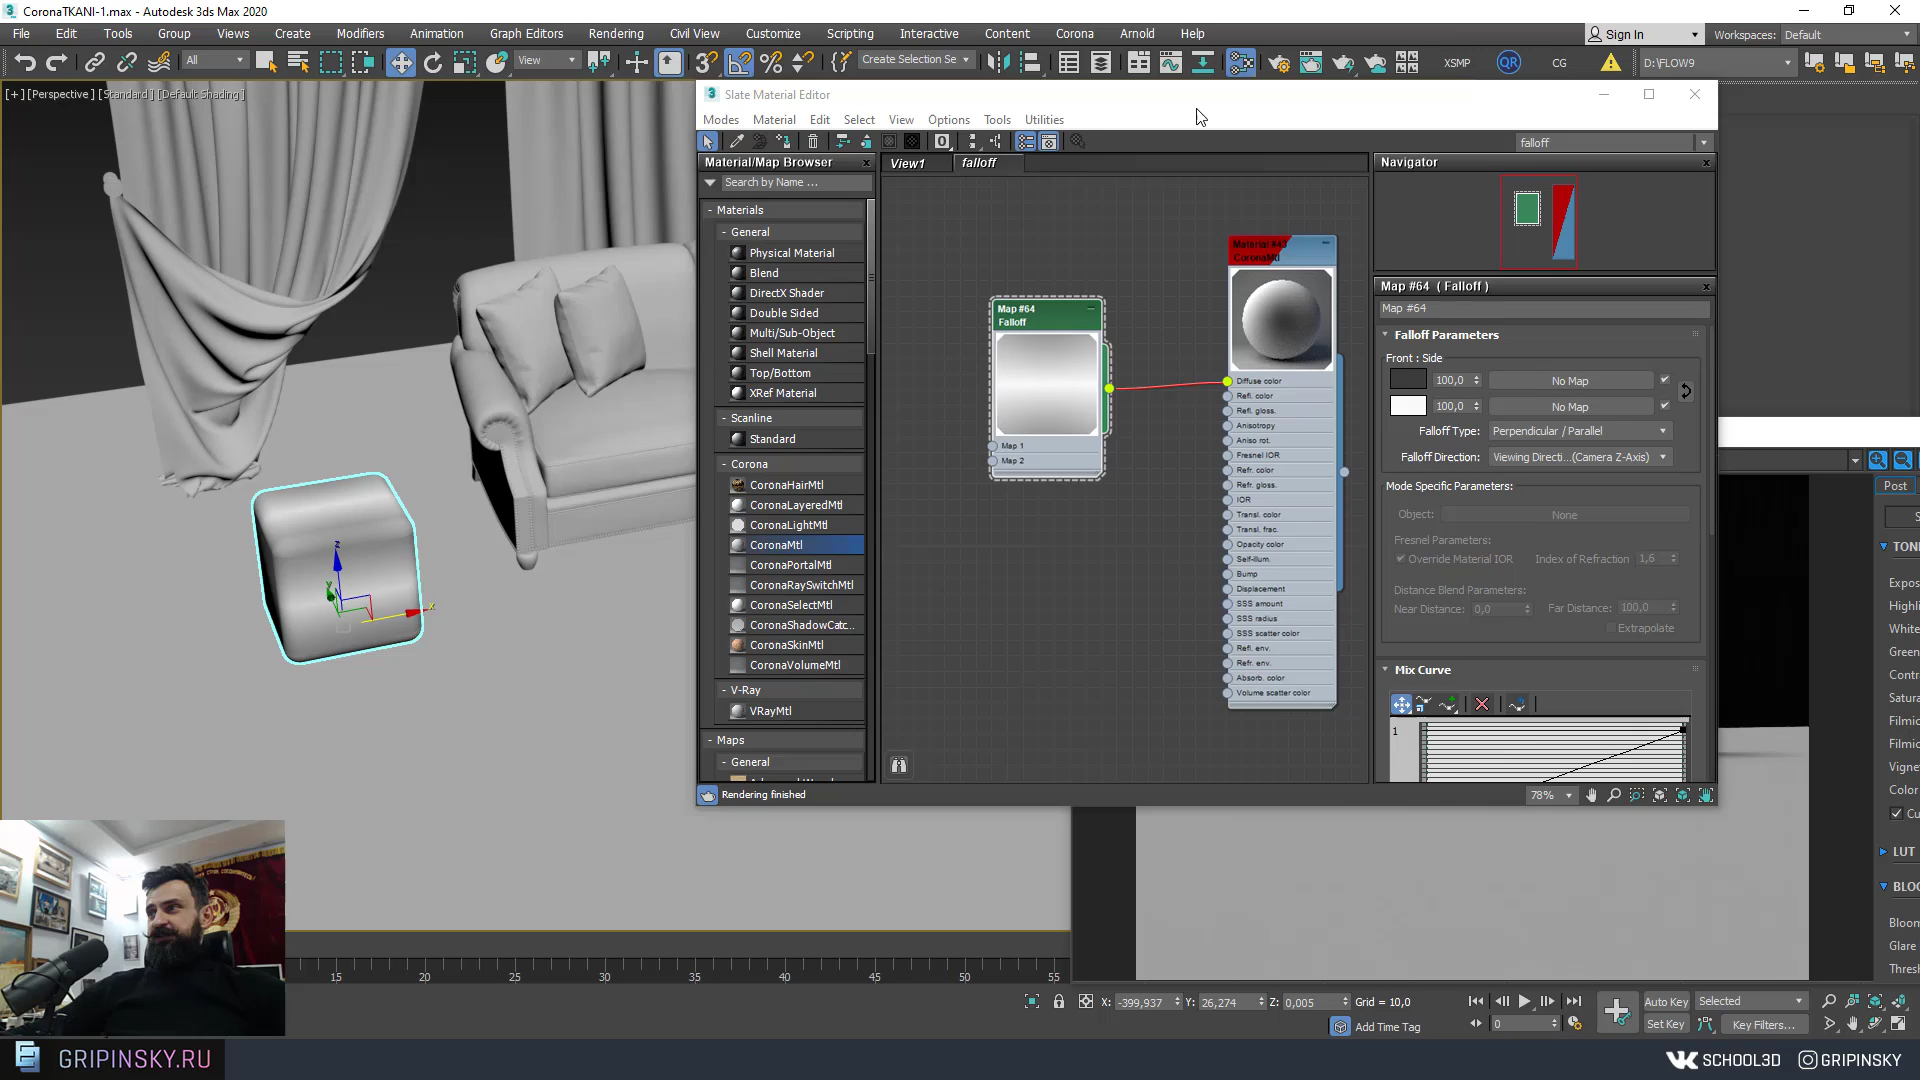 CoronaTKANI-1.max - Autodesk 3ds Max 2020
File Edit Tools Group Views Create Modifiers Animation Graph Editors Rendering Civil View Customize Scripting Interactive Content Corona Arnold Help
Sign In
Workspaces: Default
All
View
Create Selection Se
XSMP
QR
CG
D:\FLOW9
[+] [Perspective ] [Standard ] [Default Shading ]
Slate Material Editor
Modes Material Edit Select View Options Tools Utilities
falloff
Material/Map Browser
View1
falloff
Navigator
Search by Name ...
- Materials
- General
Physical Material
Blend
DirectX Shader
Double Sided
Multi/Sub-Object
Shell Material
Top/Bottom
XRef Material
- Scanline
Standard
- Corona
CoronaHairMtl
CoronaLayeredMtl
CoronaLightMtl
CoronaMtl
CoronaPortalMtl
CoronaRaySwitchMtl
CoronaSelectMtl
CoronaShadowCatc...
CoronaSkinMtl
CoronaVolumeMtl
- V-Ray
VRayMtl
- Maps
- General
Map #64
Falloff
Map 1
Map 2
Material #43
CoronaMtl
Diffuse color
Refl. color
Refl. gloss.
Anisotropy
Aniso rot.
Fresnel IOR
Refr. color
Refr. gloss.
IOR
Transl. color
Transl. frac.
Opacity color
Self-illum.
Bump
Displacement
SSS amount
SSS radius
SSS scatter color
Refl. env.
Refr. env.
Absorb. color
Volume scatter color
Map #64 ( Falloff )
Map #64
Falloff Parameters
Front : Side
100,0 No Map
100,0 No Map
Falloff Type: Perpendicular / Parallel
Falloff Direction: Viewing Directi...(Camera Z-Axis)
Mode Specific Parameters:
Object: None
Fresnel Parameters:
Override Material IOR Index of Refraction 1,6
Distance Blend Parameters:
Near Distance: 0,0 Far Distance: 100,0
Extrapolate
Mix Curve
1
Rendering finished
78%
Post
S
TON
Expos
Highli
White
Green
Contra
Satura
Filmic
Filmic
Vigne
Color
Cu
LUT
BLOO
Bloom
Glare
Thresh
z
y
x
15 20 25 30 35 40 45 50 55
X: -399,937 Y: 26,274 Z: 0,005 Grid = 10,0
Add Time Tag
Auto Key Selected
0
Set Key Key Filters...
GRIPINSKY.RU
SCHOOL3D
GRIPINSKY